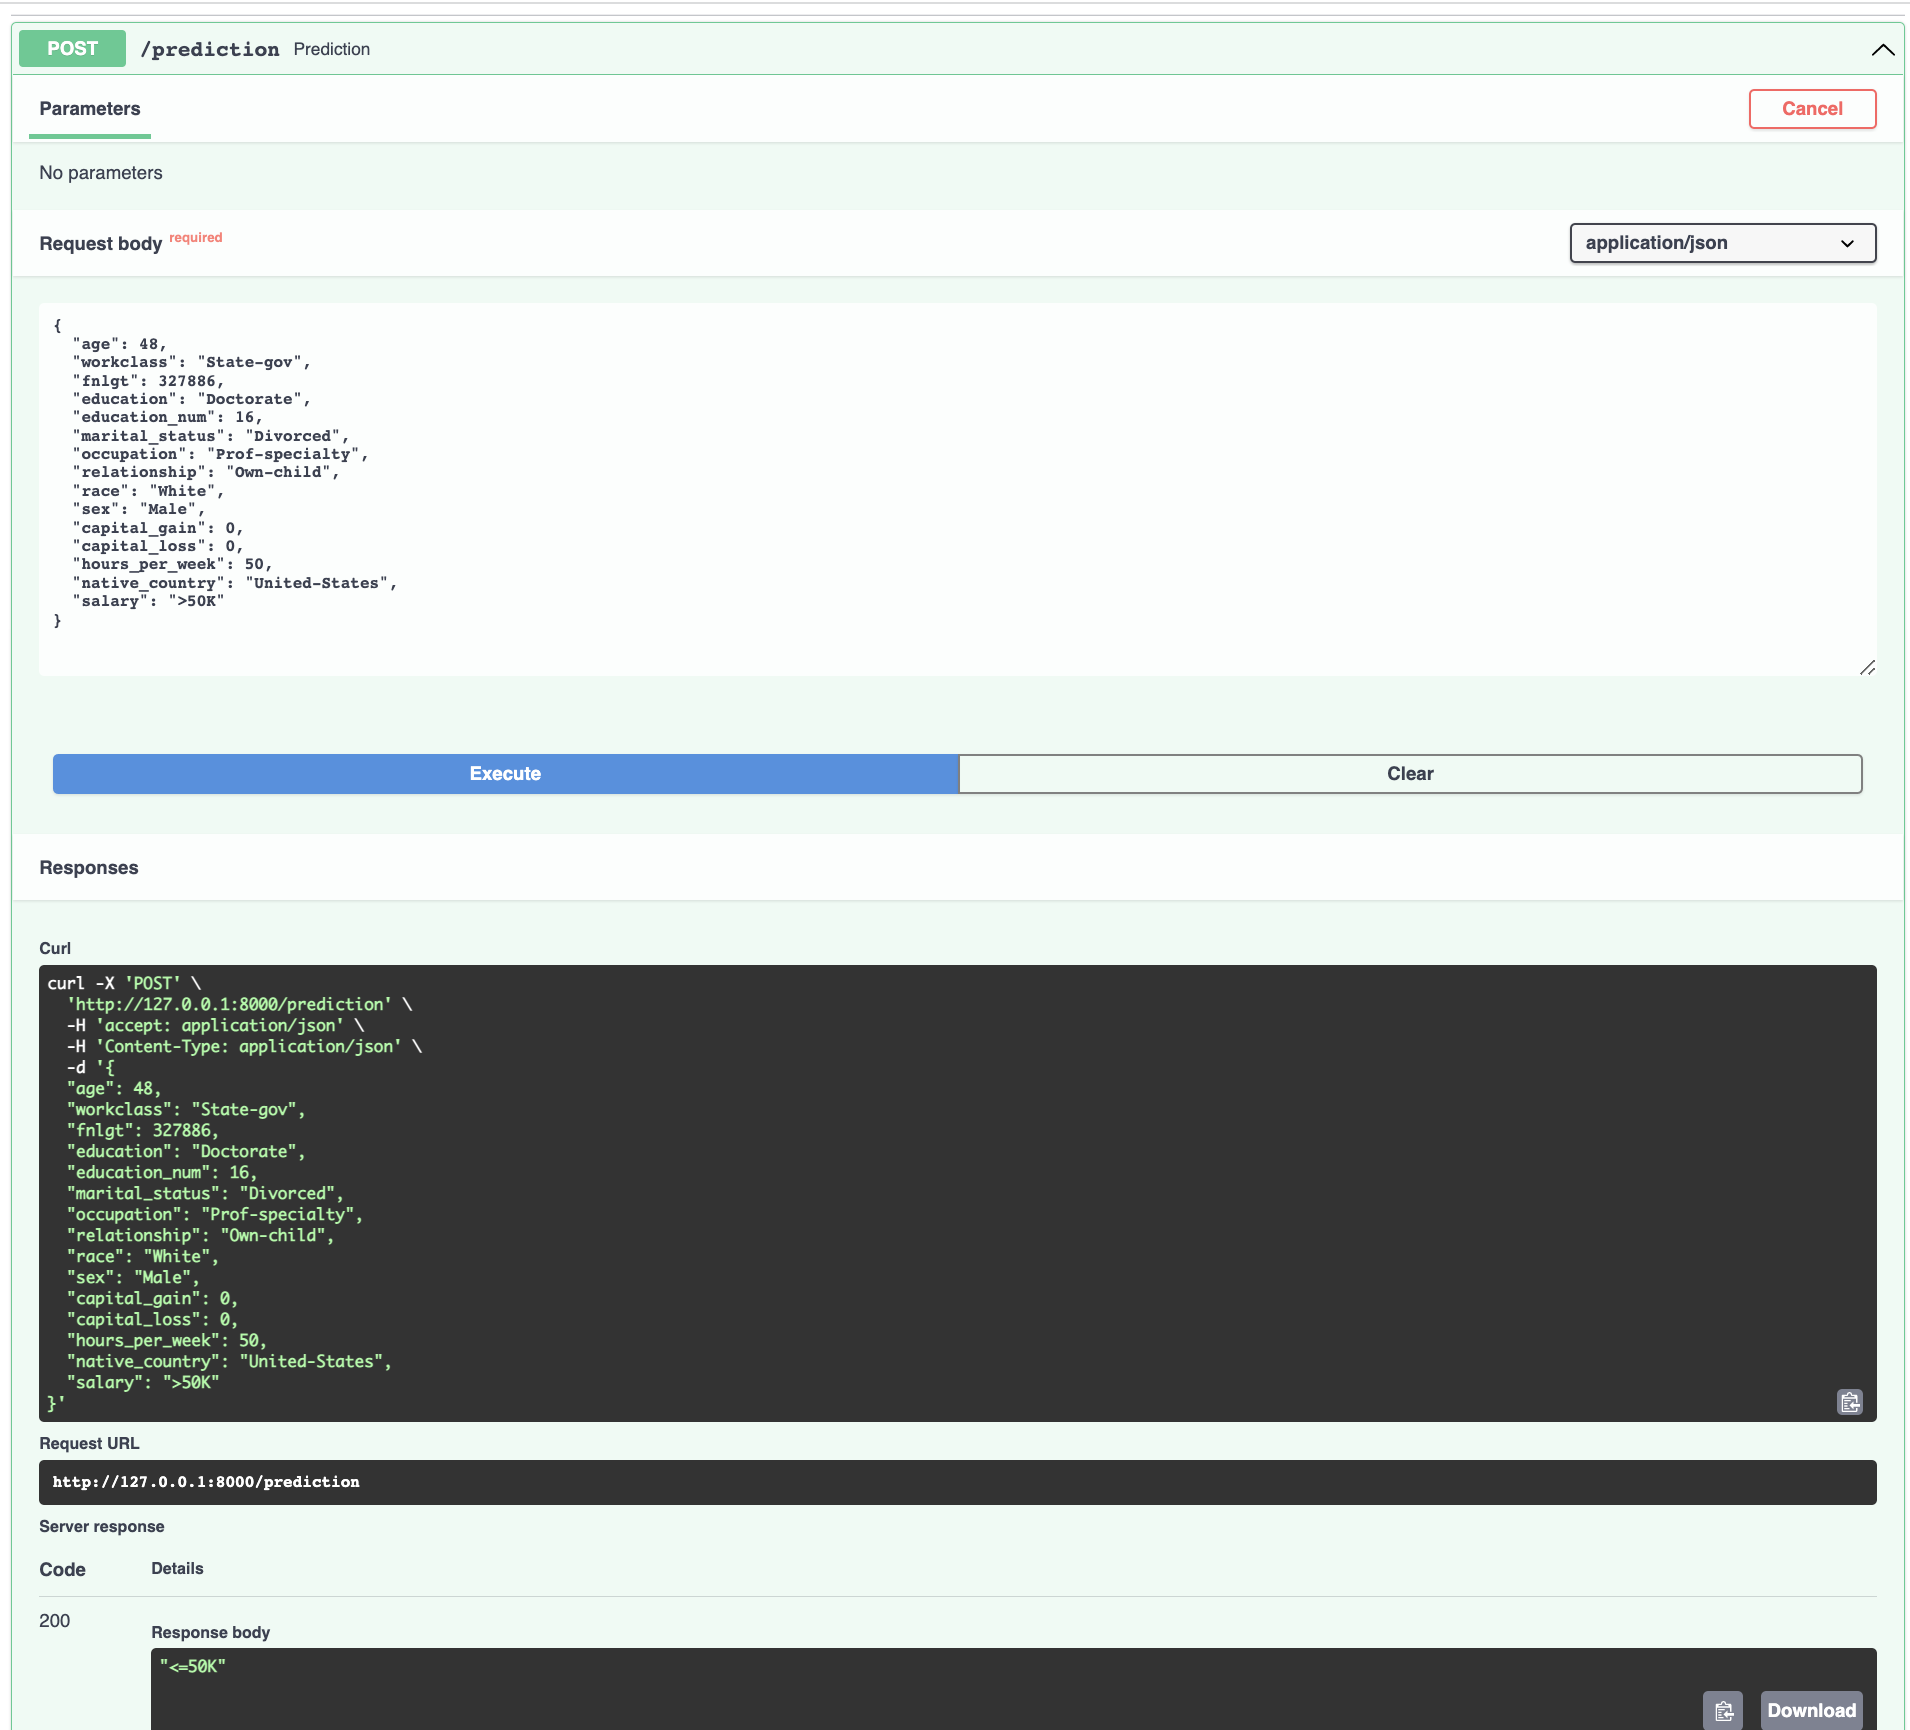 POST /prediction Prediction
Parameters
Cancel
No parameters
Request body required
application/json
{
  "age": 48,
  "workclass": "State-gov",
  "fnlgt": 327886,
  "education": "Doctorate",
  "education_num": 16,
  "marital_status": "Divorced",
  "occupation": "Prof-specialty",
  "relationship": "Own-child",
  "race": "White",
  "sex": "Male",
  "capital_gain": 0,
  "capital_loss": 0,
  "hours_per_week": 50,
  "native_country": "United-States",
  "salary": ">50K"
}
Execute
Clear
Responses
Curl
curl -X 'POST' \
  'http://127.0.0.1:8000/prediction' \
  -H 'accept: application/json' \
  -H 'Content-Type: application/json' \
  -d '{
  "age": 48,
  "workclass": "State-gov",
  "fnlgt": 327886,
  "education": "Doctorate",
  "education_num": 16,
  "marital_status": "Divorced",
  "occupation": "Prof-specialty",
  "relationship": "Own-child",
  "race": "White",
  "sex": "Male",
  "capital_gain": 0,
  "capital_loss": 0,
  "hours_per_week": 50,
  "native_country": "United-States",
  "salary": ">50K"
}'
Request URL
http://127.0.0.1:8000/prediction
Server response
Code Details
200
Response body
"<=50K"
Download